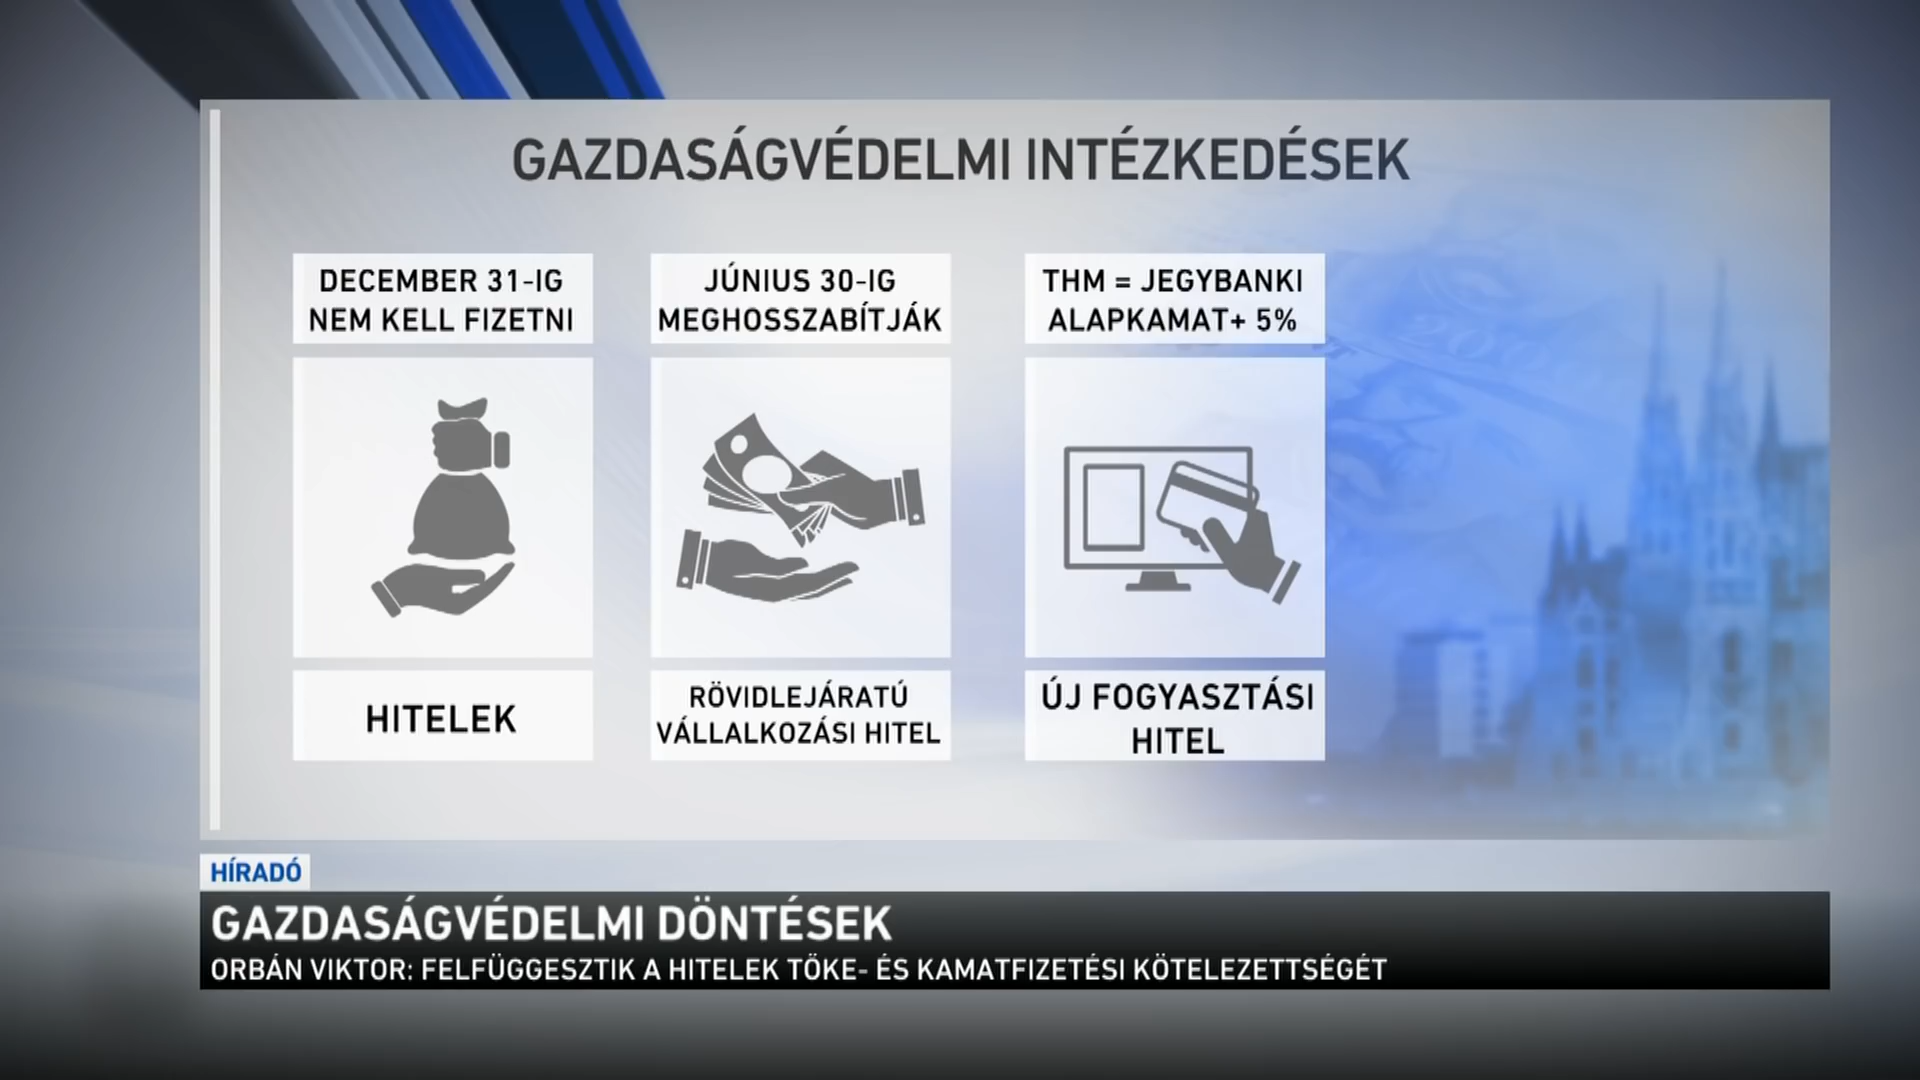 GAZDASÁGVÉDELMI INTÉZKEDÉSEK
DECEMBER 31-IG
NEM KELL FIZETNI
HITELEK
JÚNIUS 30-IG
MEGHOSSZABÍTJÁK
RÖVIDLEJÁRATÚ
VÁLLALKOZÁSI HITEL
THM = JEGYBANKI
ALAPKAMAT+ 5%
ÚJ FOGYASZTÁSI
HITEL
HÍRADÓ
GAZDASÁGVÉDELMI DÖNTÉSEK
ORBÁN VIKTOR: FELFÜGGESZTIK A HITELEK TŐKE- ÉS KAMATFIZETÉSI KÖTELEZETTSÉGÉT